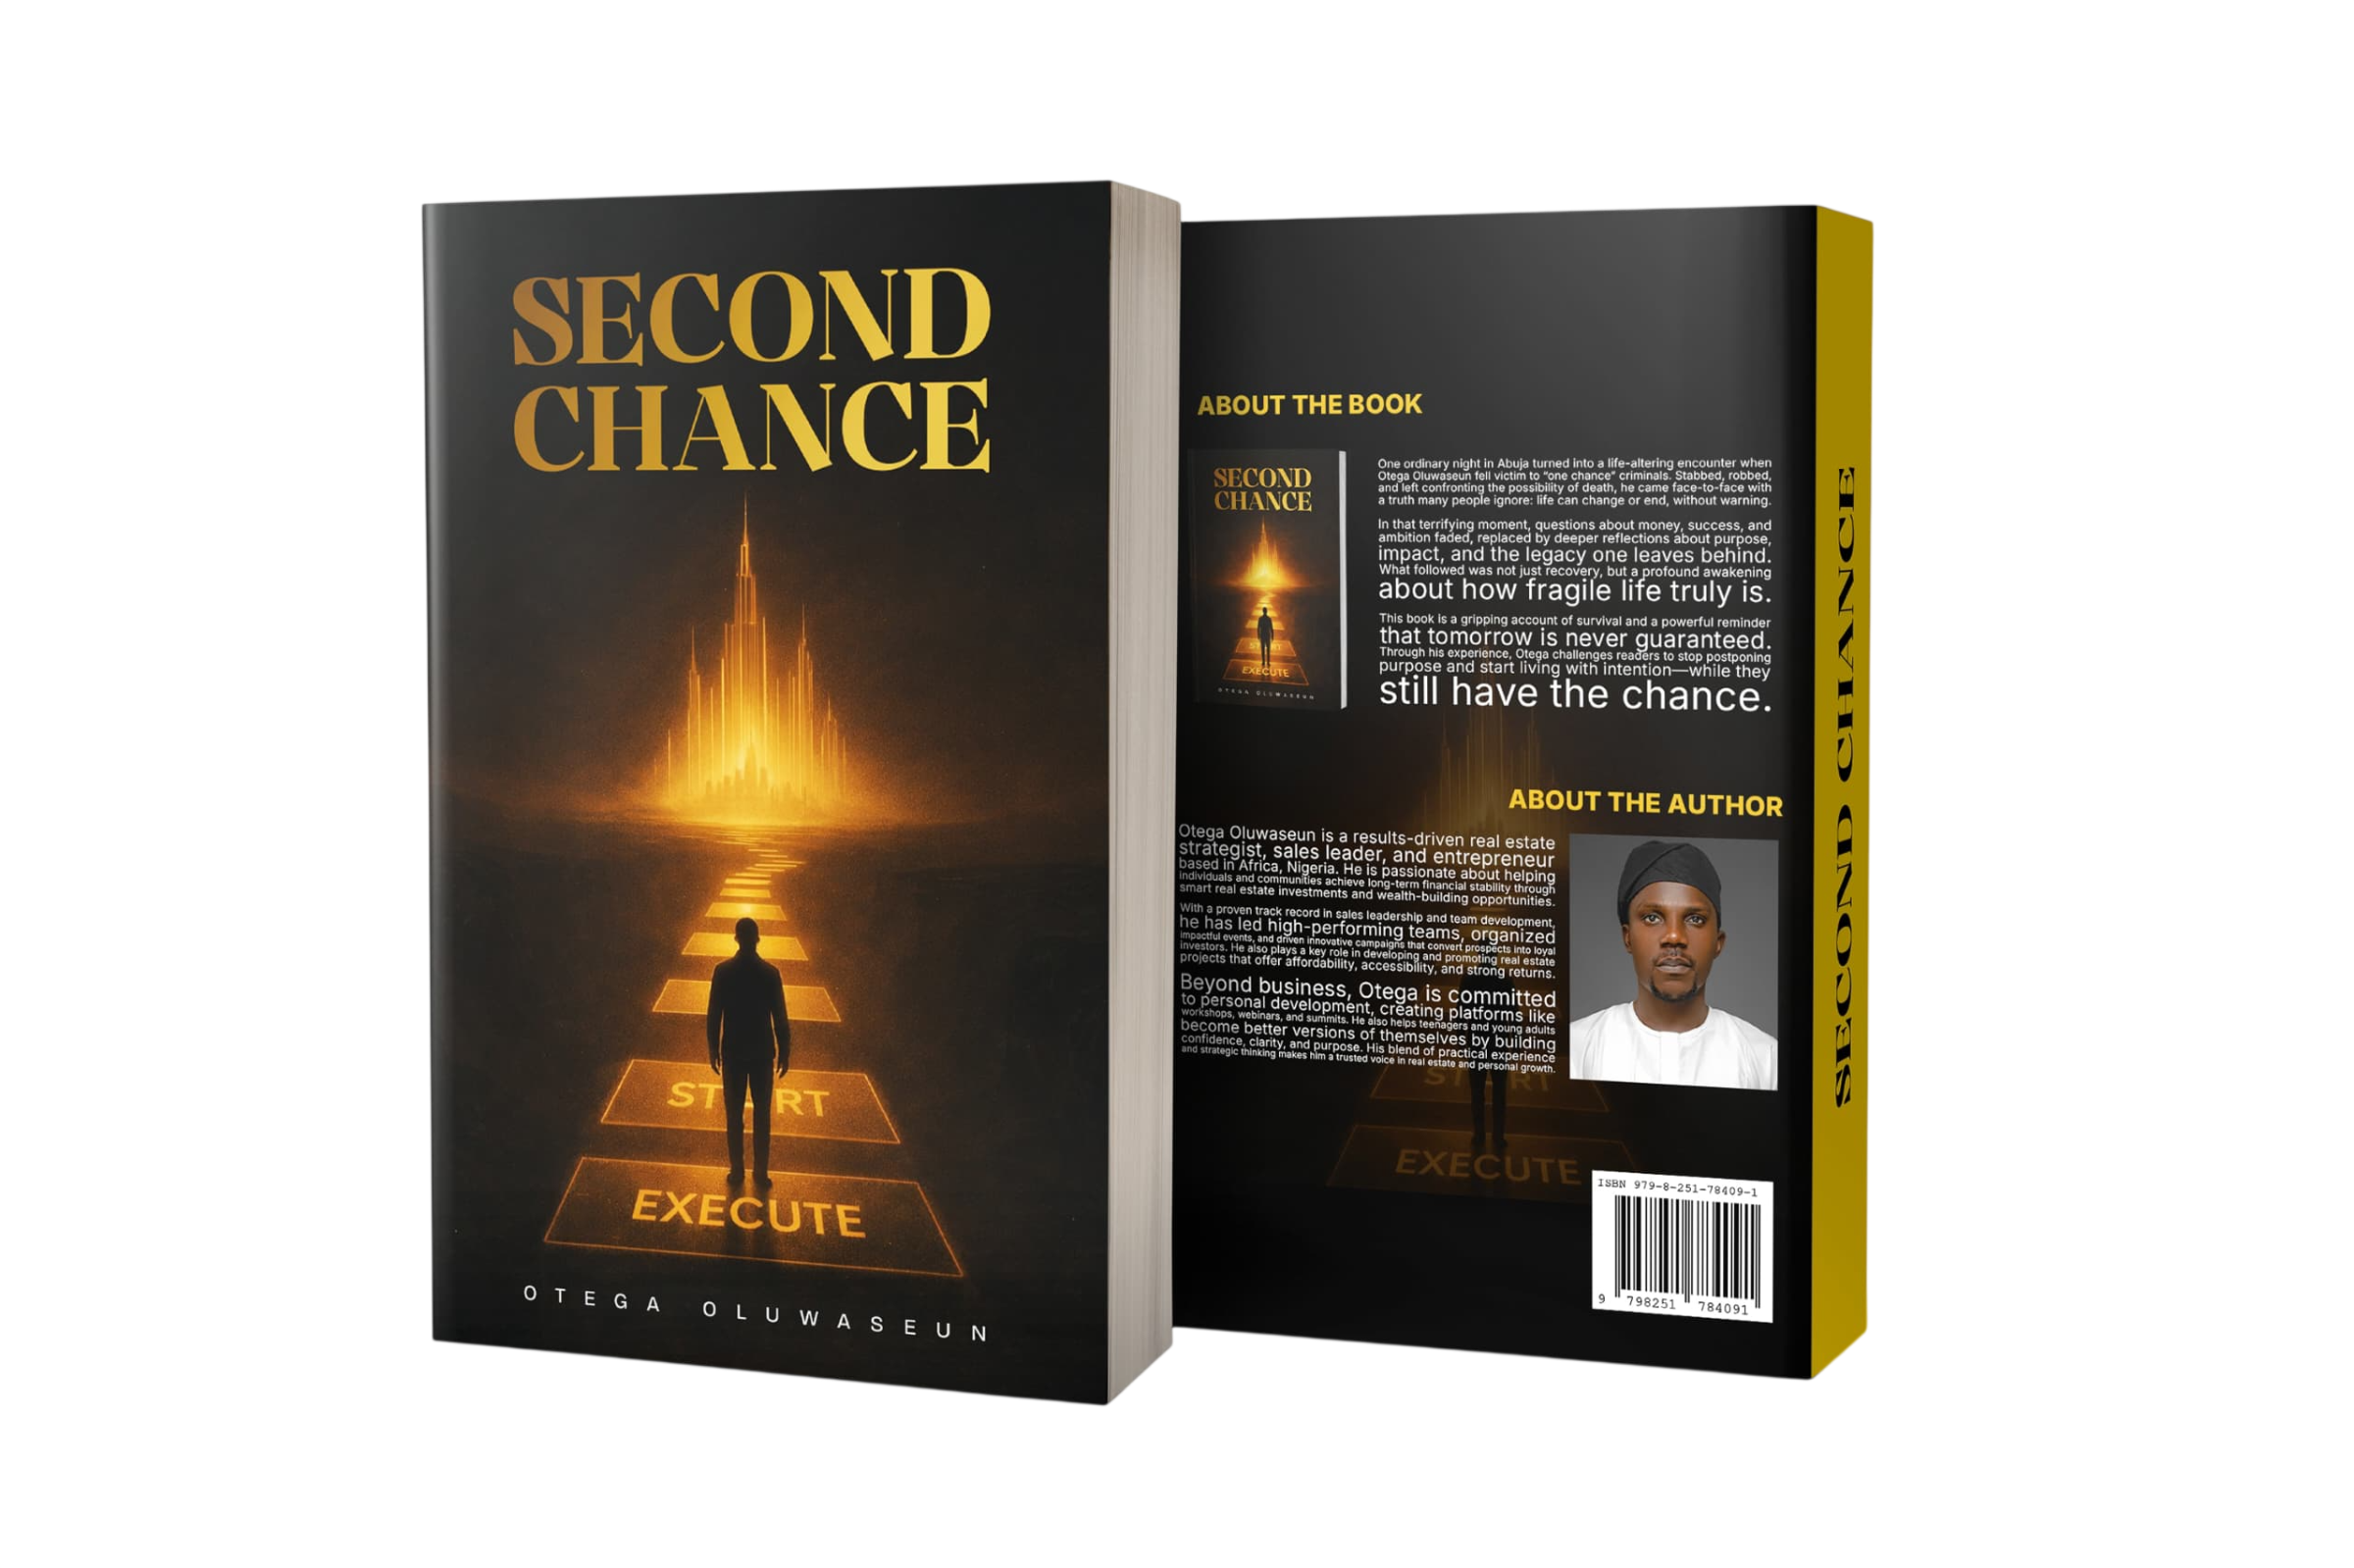 SECOND
CHANCE
START
EXECUTE
OTEGA OLUWASEUN
ABOUT THE BOOK
SECOND
CHANCE
START
EXECUTE
OTEGA OLUWASEUN
One ordinary night in Abuja turned into a life-altering encounter when
Otega Oluwaseun fell victim to “one chance” criminals. Stabbed, robbed,
and left confronting the possibility of death, he came face-to-face with
a truth many people ignore: life can change or end, without warning.
In that terrifying moment, questions about money, success, and
ambition faded, replaced by deeper reflections about purpose,
impact, and the legacy one leaves behind.
What followed was not just recovery, but a profound awakening
about how fragile life truly is.
This book is a gripping account of survival and a powerful reminder
that tomorrow is never guaranteed.
Through his experience, Otega challenges readers to stop postponing
purpose and start living with intention—while they
still have the chance.
ABOUT THE AUTHOR
Otega Oluwaseun is a results-driven real estate
strategist, sales leader, and entrepreneur
based in Africa, Nigeria. He is passionate about helping
individuals and communities achieve long-term financial stability through
smart real estate investments and wealth-building opportunities.
With a proven track record in sales leadership and team development,
he has led high-performing teams, organized
impactful events, and driven innovative campaigns that convert prospects into loyal
investors. He also plays a key role in developing and promoting real estate
projects that offer affordability, accessibility, and strong returns.
Beyond business, Otega is committed
to personal development, creating platforms like
workshops, webinars, and summits. He also helps teenagers and young adults
become better versions of themselves by building
confidence, clarity, and purpose. His blend of practical experience
and strategic thinking makes him a trusted voice in real estate and personal growth.
START
EXECUTE
ISBN 979-8-251-78409-1
9 798251 784091
SECOND CHANCE